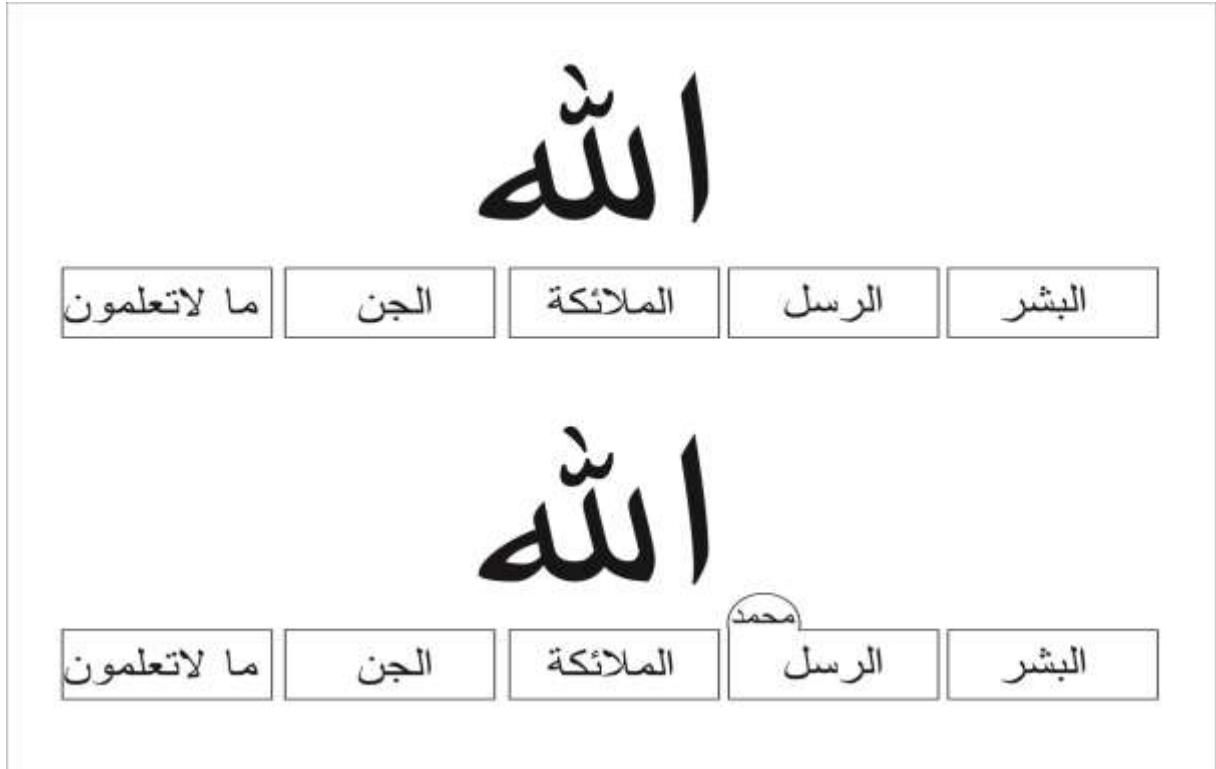 الله
البشر الرسل الملائكة الجن ما لاتعلمون
الله
محمد
البشر الرسل الملائكة الجن ما لاتعلمون